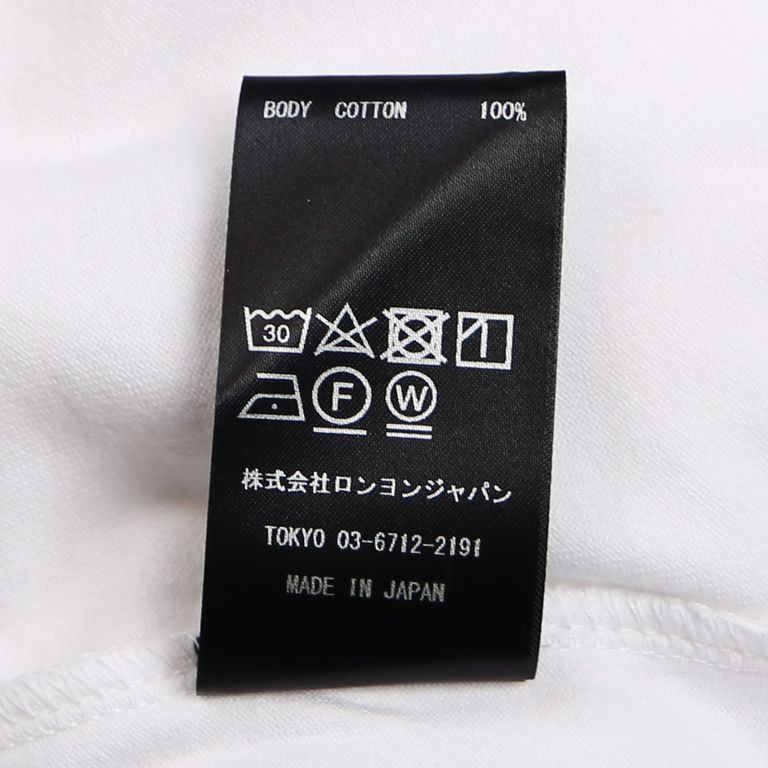 BODY COTTON 100%
30
F W
株式会社ロンヨンジャパン
TOKYO 03-6712-2191
MADE IN JAPAN